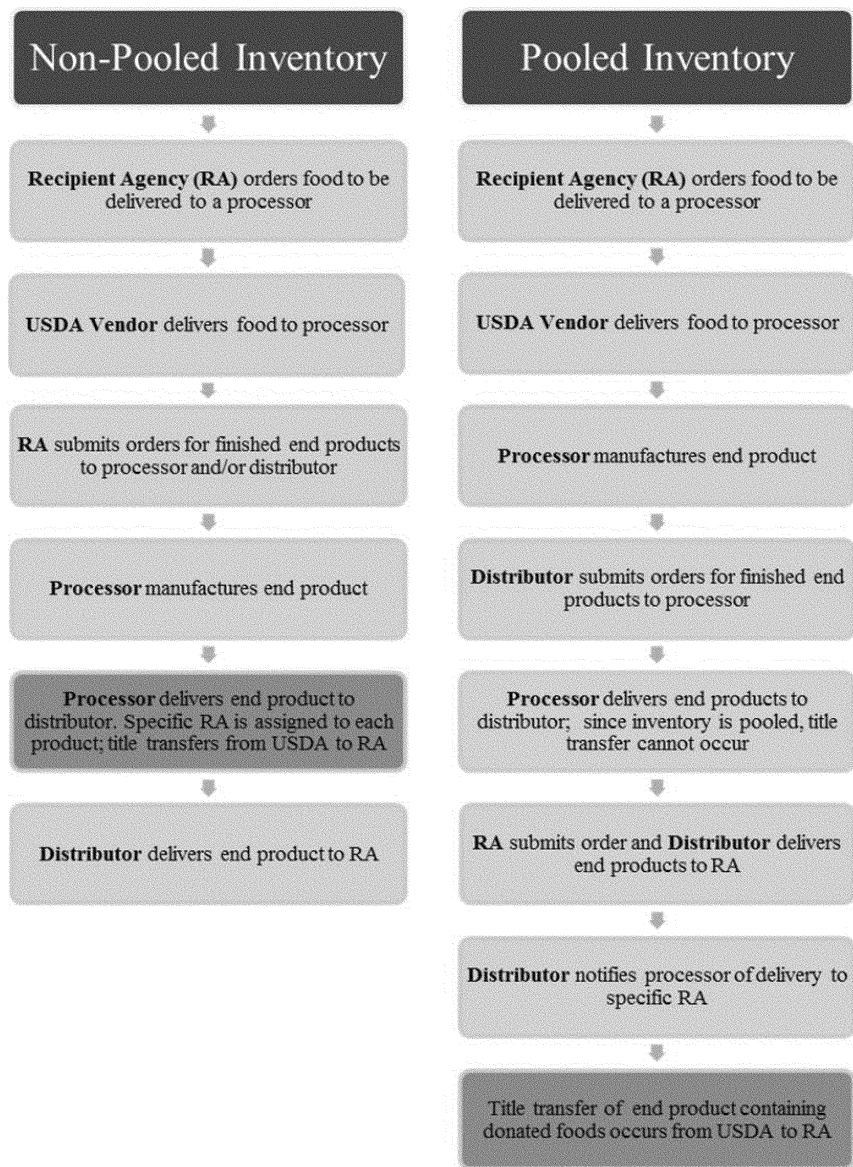 Non-Pooled Inventory
Recipient Agency (RA) orders food to be
delivered to a processor
USDA Vendor delivers food to processor
RA submits orders for finished end products
to processor and/or distributor
Processor manufactures end product
Processor delivers end product to
distributor. Specific RA is assigned to each
product; title transfers from USDA to RA
Distributor delivers end product to RA
Pooled Inventory
Recipient Agency (RA) orders food to be
delivered to a processor
USDA Vendor delivers food to processor
Processor manufactures end product
Distributor submits orders for finished end
products to processor
Processor delivers end products to
distributor; since inventory is pooled, title
transfer cannot occur
RA submits order and Distributor delivers
end products to RA
Distributor notifies processor of delivery to
specific RA
Title transfer of end product containing
donated foods occurs from USDA to RA